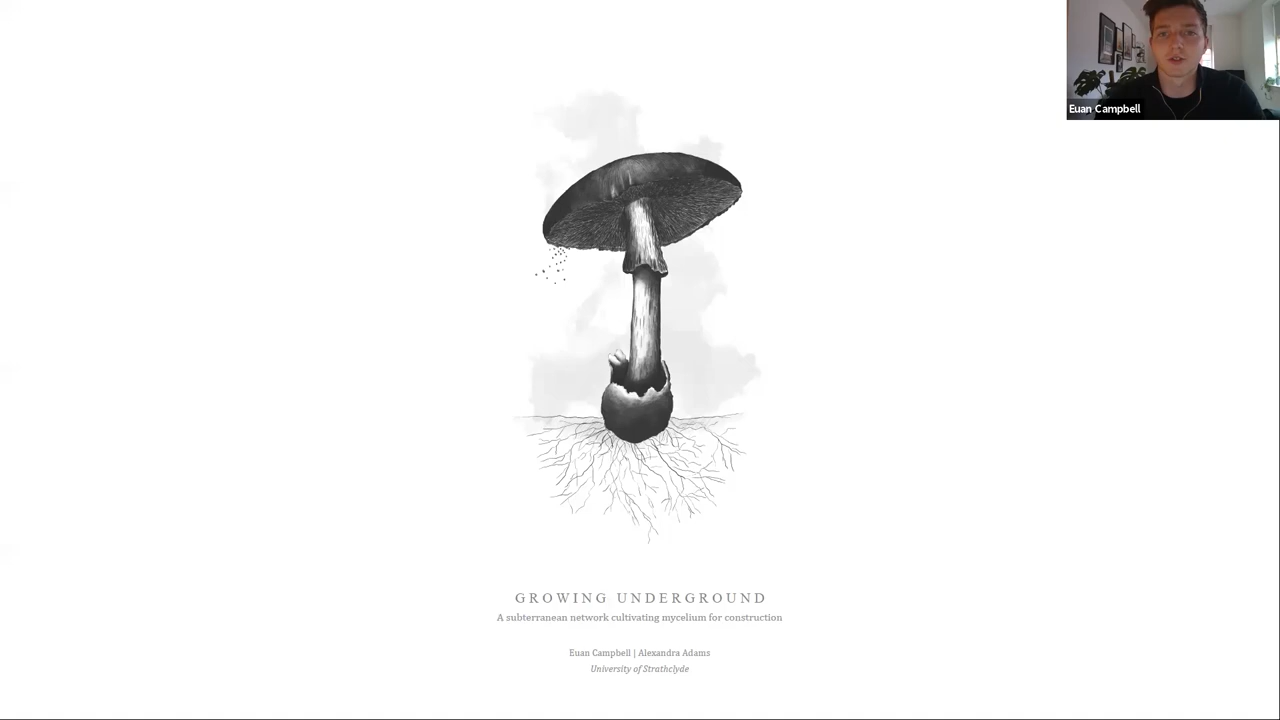 Euan Campbell
GROWING UNDERGROUND
A subterranean network cultivating mycelium for construction
Euan Campbell | Alexandra Adams
University of Strathclyde